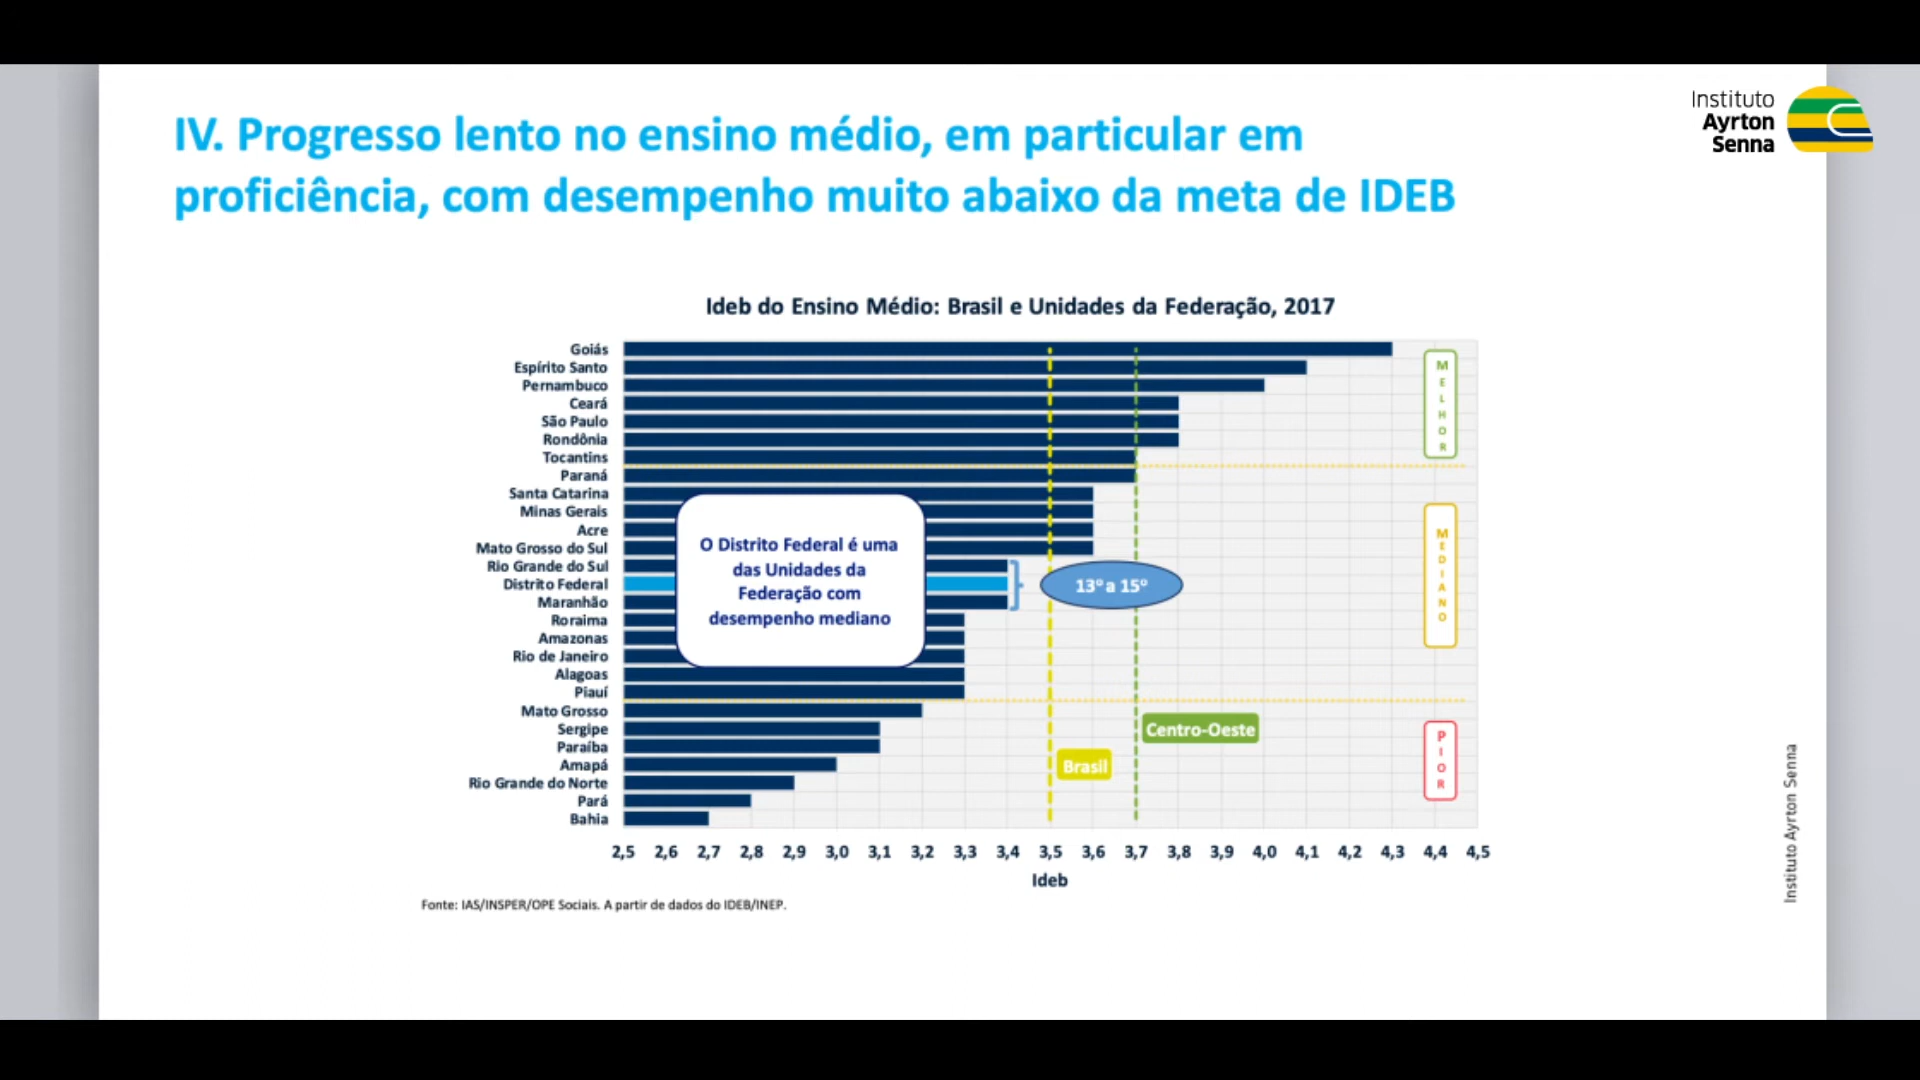 IV. Progresso lento no ensino médio, em particular em
proficiência, com desempenho muito abaixo da meta de IDEB
Instituto
Ayrton
Senna
Ideb do Ensino Médio: Brasil e Unidades da Federação, 2017
Goiás
Espírito Santo
Pernambuco
Ceará
São Paulo
Rondônia
Tocantins
Paraná
Santa Catarina
Minas Gerais
Acre
Mato Grosso do Sul
Rio Grande do Sul
Distrito Federal
Maranhão
Roraima
Amazonas
Rio de Janeiro
Alagoas
Piauí
Mato Grosso
Sergipe
Paraíba
Amapá
Rio Grande do Norte
Pará
Bahia
O Distrito Federal é uma
das Unidades da
Federação com
desempenho mediano
13º a 15º
Centro-Oeste
Brasil
MELHOR
MEDIANO
PIOR
2,5 2,6 2,7 2,8 2,9 3,0 3,1 3,2 3,3 3,4 3,5 3,6 3,7 3,8 3,9 4,0 4,1 4,2 4,3 4,4 4,5
Ideb
Fonte: IAS/INSPER/OPE Sociais. A partir de dados do IDEB/INEP.
Instituto Ayrton Senna